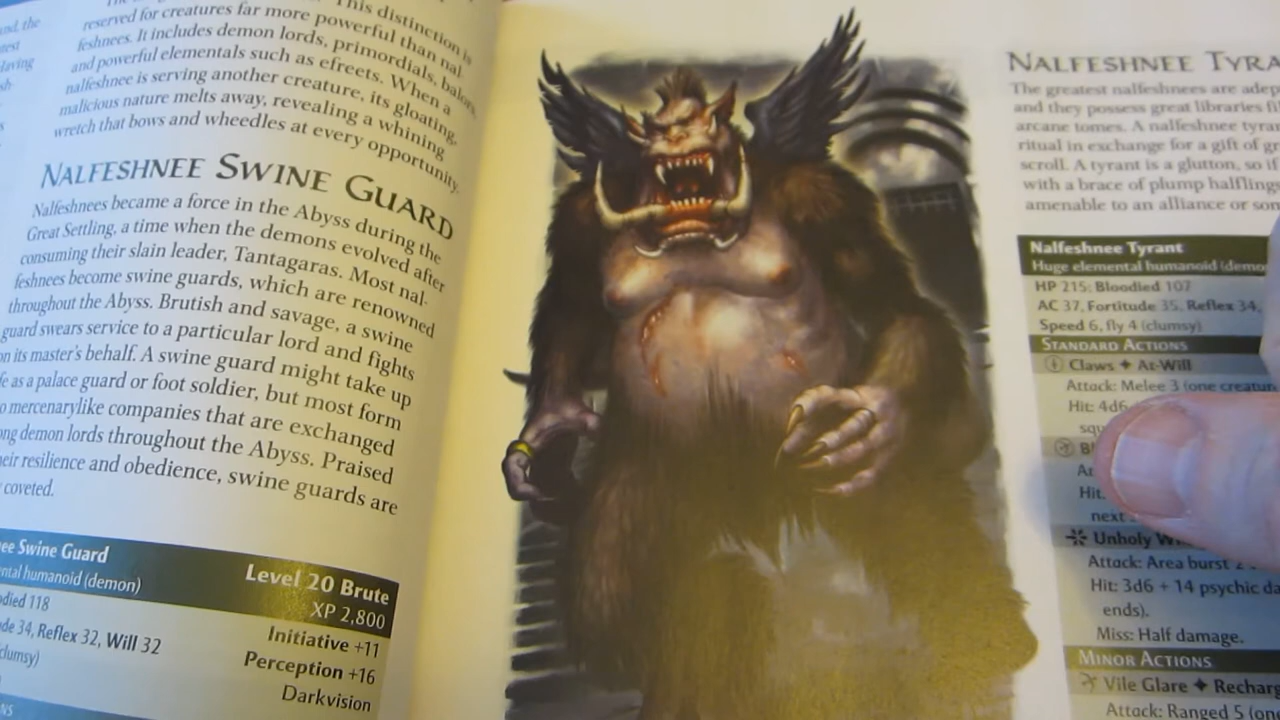 This distinction is
reserved for creatures far more powerful than nal-
feshnees. It includes demon lords, primordials, balors,
and powerful elementals such as efreets. When a
nalfeshnee is serving another creature, its gloating,
malicious nature melts away, revealing a whining
wretch that bows and wheedles at every opportunity.
NALFESHNEE SWINE GUARD
Nalfeshnees became a force in the Abyss during the
Great Settling, a time when the demons evolved after
consuming their slain leader, Tantagaras. Most nal-
feshnees become swine guards, which are renowned
throughout the Abyss. Brutish and savage, a swine
guard swears service to a particular lord and fights
on its master's behalf. A swine guard might take up
as a palace guard or foot soldier, but most form
mercenarylike companies that are exchanged
demon lords throughout the Abyss. Praised
resilience and obedience, swine guards are
coveted.
Swine Guard
Level 20 Brute
humanoid (demon)
XP 2,800
118
Initiative +11
34, Reflex 32, Will 32
Perception +16
Darkvision
NALFESHNEE
The greatest nalfeshnees are
and they possess great libraries
arcane tomes. A nalfeshnee
ritual in exchange for a gift of
scroll. A tyrant is a glutton, so if
with a brace of plump halflings
amenable to an alliance or
Nalfeshnee Tyrant
Huge elemental humanoid
HP 215; Bloodied 107
AC 37, Fortitude 35, Reflex 34,
Speed 6, fly 4 (clumsy)
STANDARD ACTIONS
Claws ✦ At-Will
Attack: Melee 3 (one
Hit: 4d6
Hit:
next
Unholy
Attack: Area burst 2
Hit: 3d6 + 14 psychic
ends).
Miss: Half damage.
MINOR ACTIONS
Vile Glare ✦
Attack: Ranged 5 (one